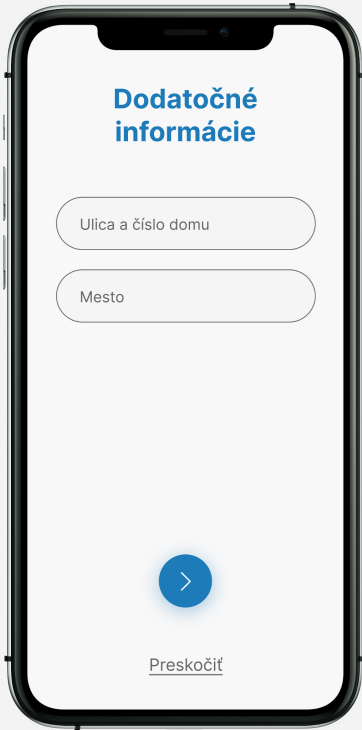 Dodatočné
informácie
Ulica a číslo domu
Mesto
Preskočiť